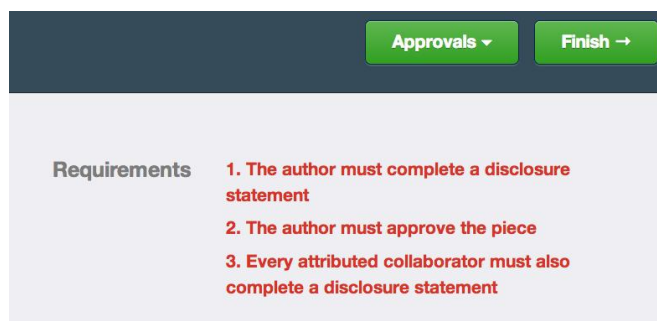 Approvals
Finish →
Requirements
1. The author must complete a disclosure
statement
2. The author must approve the piece
3. Every attributed collaborator must also
complete a disclosure statement